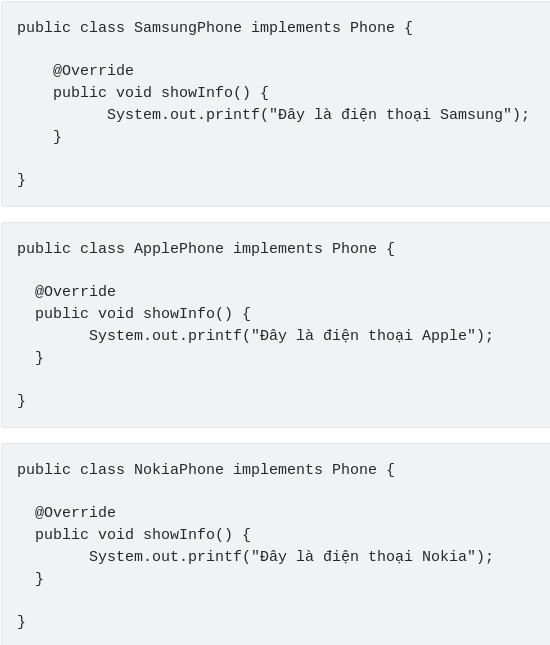 public class SamsungPhone implements Phone {
@Override
public void showInfo() {
System.out.printf("Đây là điện thoại Samsung");
}
}
public class ApplePhone implements Phone {
@Override
public void showInfo() {
System.out.printf("Đây là điện thoại Apple");
}
}
public class NokiaPhone implements Phone {
@Override
public void showInfo() {
System.out.printf("Đây là điện thoại Nokia");
}
}